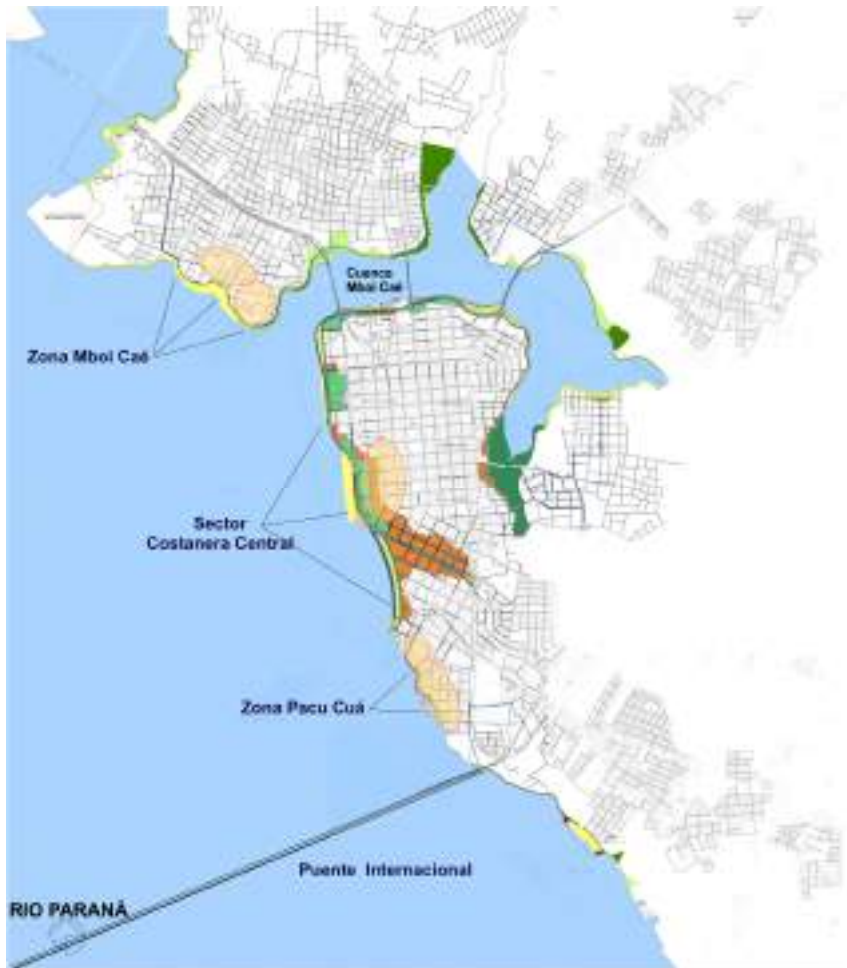 Cuenca
Mboi Caé
Zona Mboi Caé
Sector
Costanera Central
Zona Pacu Cuá
Puente Internacional
RIO PARANÁ